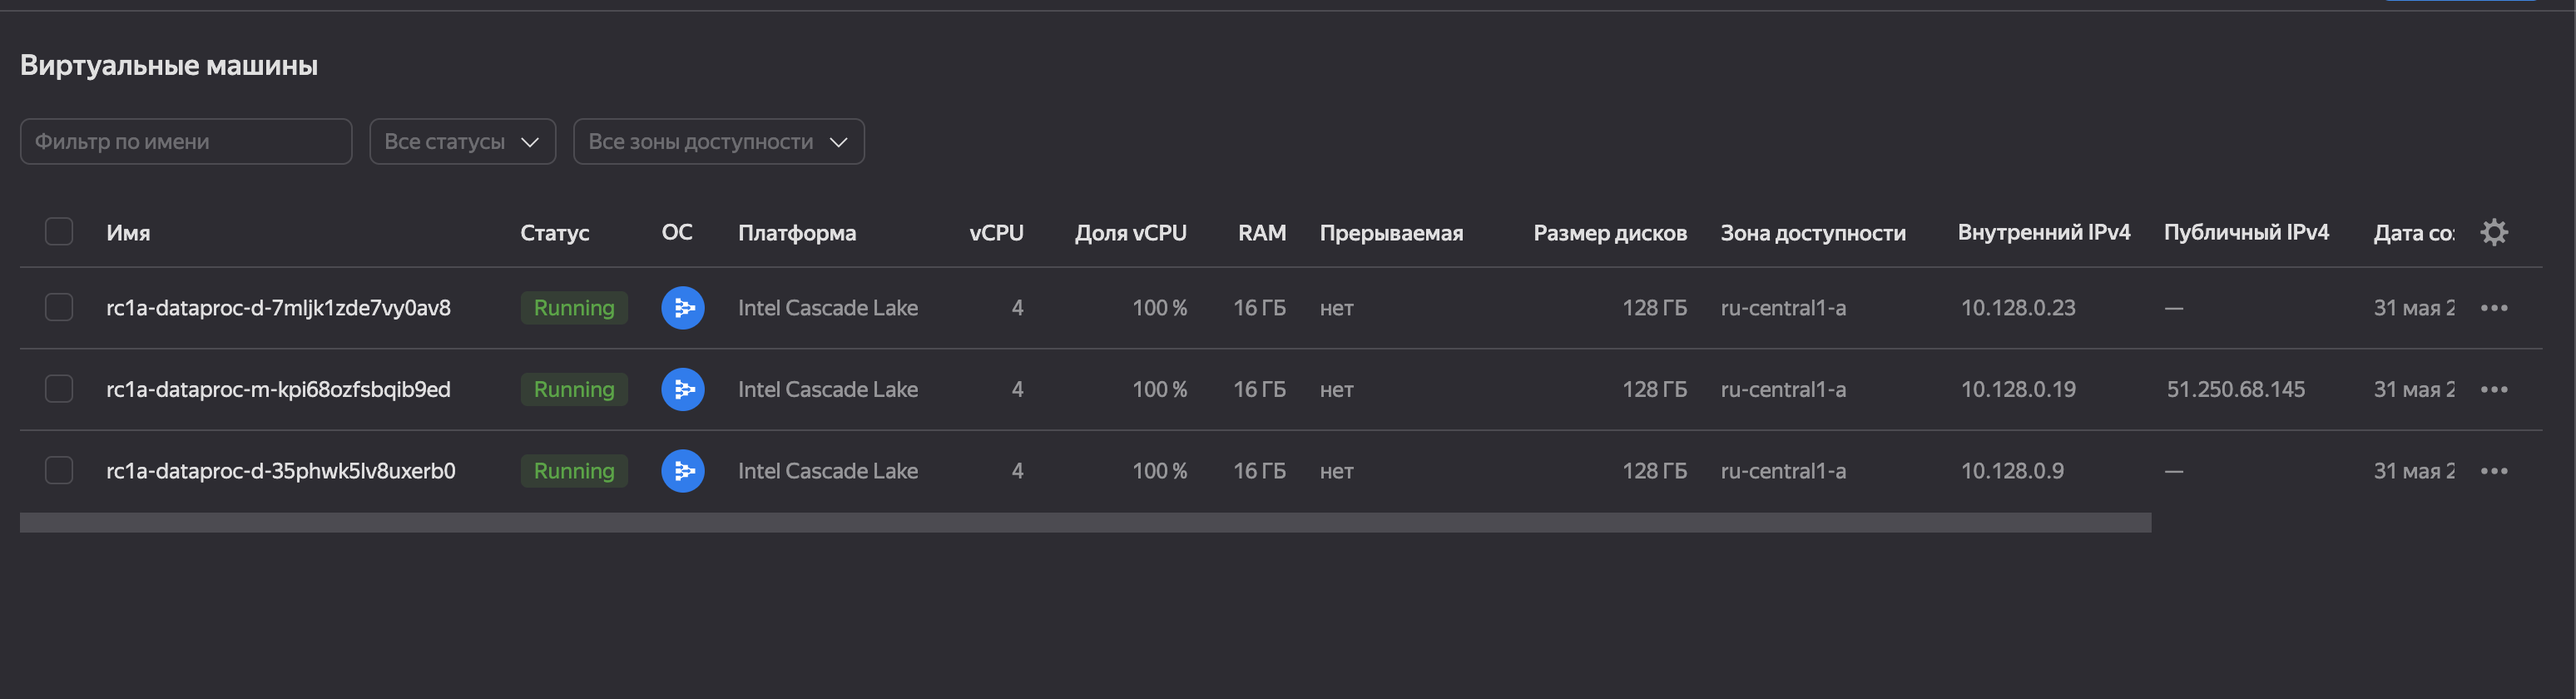 Виртуальные машины
Фильтр по имени Все статусы Все зоны доступности
Имя Статус ОС Платформа vCPU Доля vCPU RAM Прерываемая Размер дисков Зона доступности Внутренний IPv4 Публичный IPv4 Дата со
rc1a-dataproc-d-7mljk1zde7vy0av8 Running Intel Cascade Lake 4 100 % 16 ГБ нет 128 ГБ ru-central1-a 10.128.0.23 — 31 мая 2
rc1a-dataproc-m-kpi68ozfsbqib9ed Running Intel Cascade Lake 4 100 % 16 ГБ нет 128 ГБ ru-central1-a 10.128.0.19 51.250.68.145 31 мая 2
rc1a-dataproc-d-35phwk5lv8uxerb0 Running Intel Cascade Lake 4 100 % 16 ГБ нет 128 ГБ ru-central1-a 10.128.0.9 — 31 мая 2